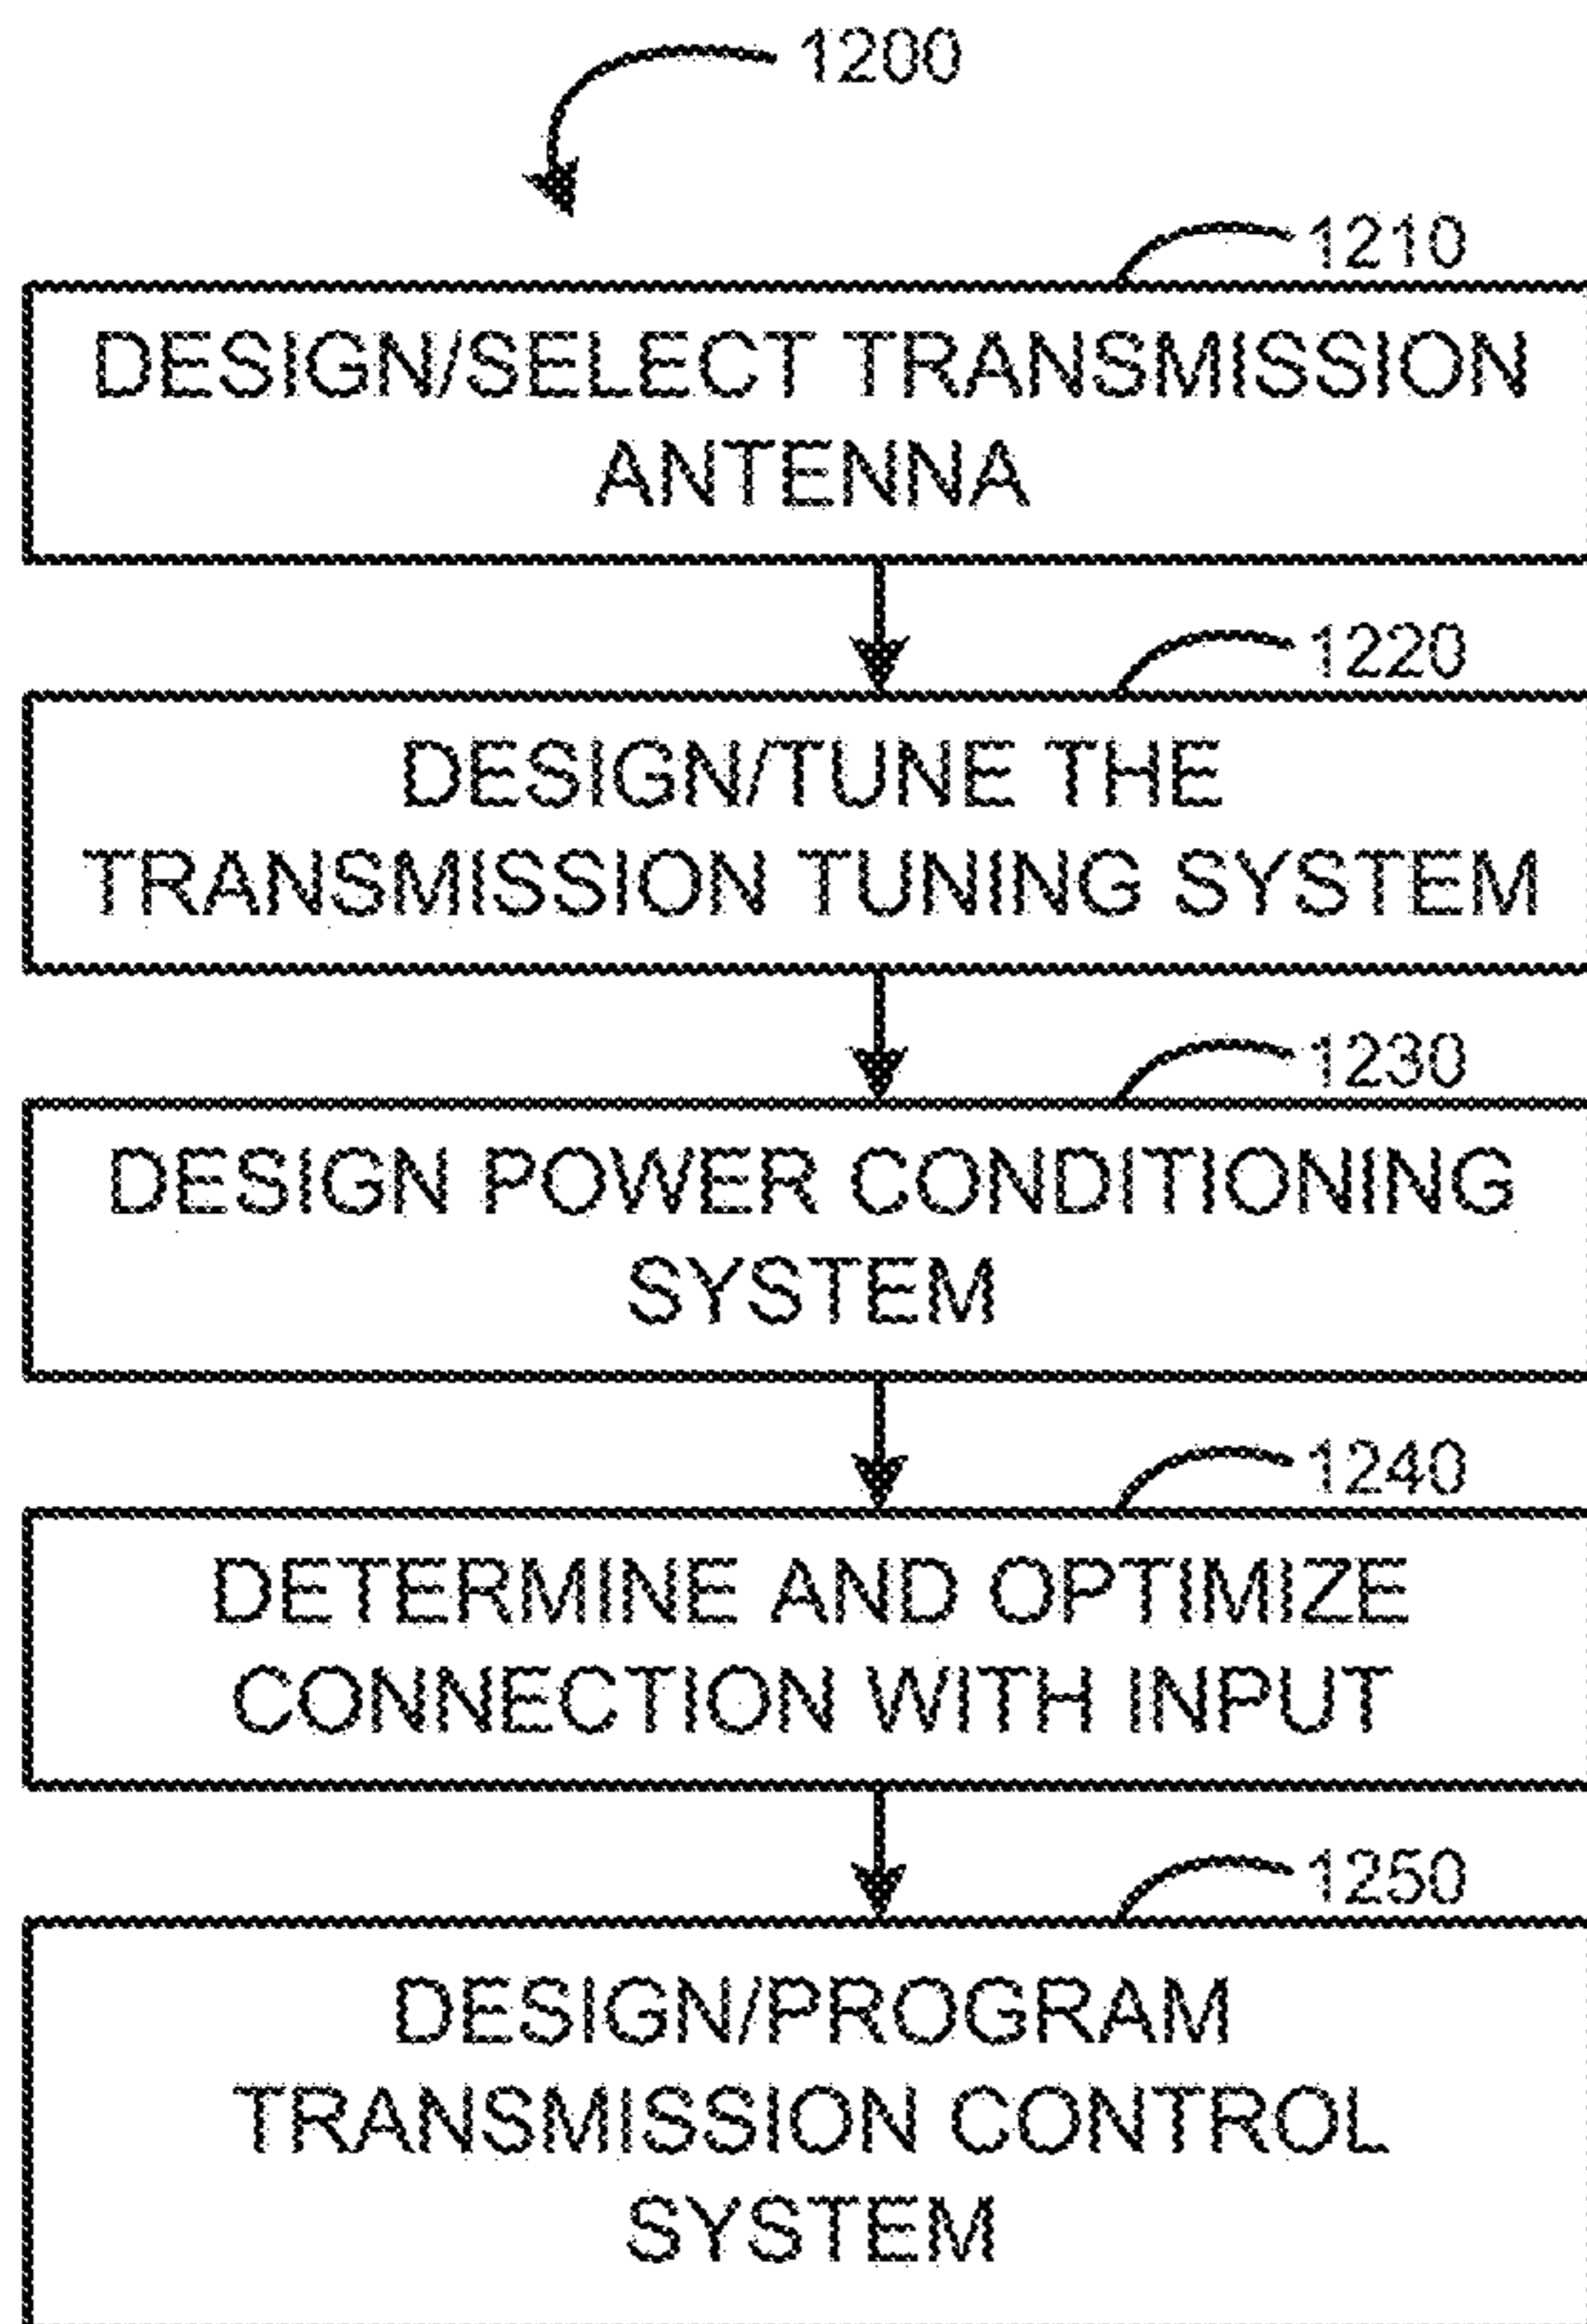 1200
1210
DESIGN/SELECT TRANSMISSION
ANTENNA
1220
DESIGN/TUNE THE
TRANSMISSION TUNING SYSTEM
1230
DESIGN POWER CONDITIONING
SYSTEM
1240
DETERMINE AND OPTIMIZE
CONNECTION WITH INPUT
1250
DESIGN/PROGRAM
TRANSMISSION CONTROL
SYSTEM